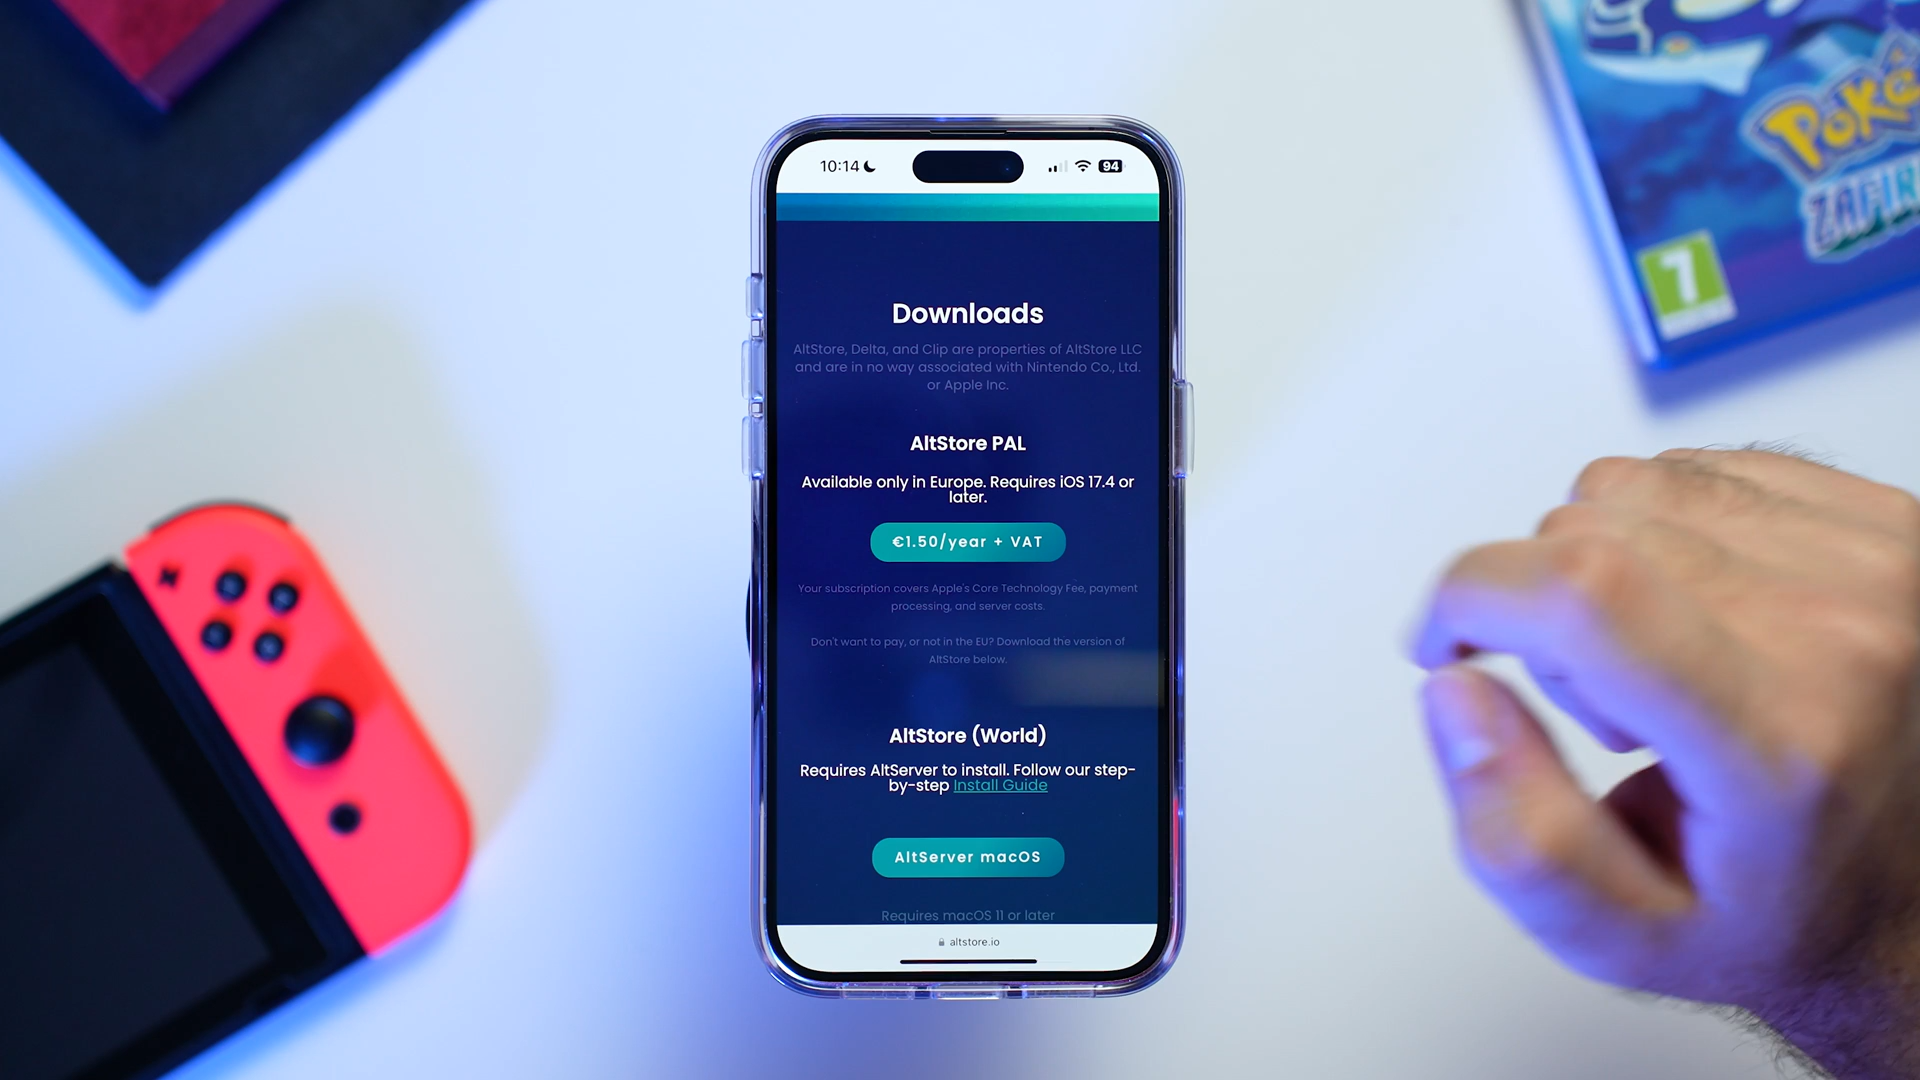 10:14
94
Downloads
AltStore, Delta, and Clip are properties of AltStore LLC
and are in no way associated with Nintendo Co., Ltd.
or Apple Inc.
AltStore PAL
Available only in Europe. Requires iOS 17.4 or
later.
€1.50/year + VAT
Your subscription covers Apple's Core Technology Fee, payment
processing, and server costs.
Don't want to pay, or not in the EU? Download the version of
AltStore below.
AltStore (World)
Requires AltServer to install. Follow our step-
by-step Install Guide
AltServer macOS
Requires macOS 11 or later
altstore.io
7